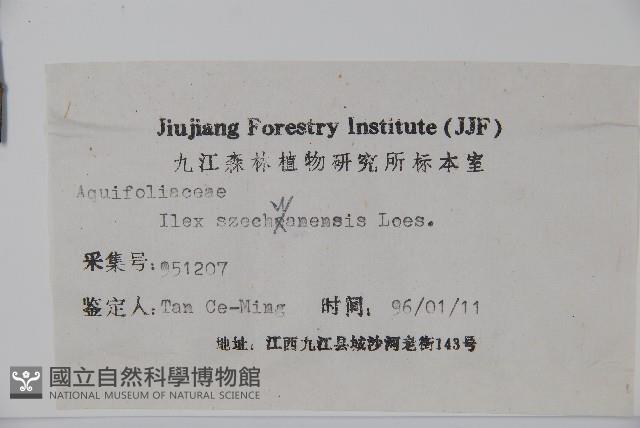 Jiujiang Forestry Institute (JJF)
九江森林植物研究所标本室
Aquifoliaceae
Ilex szechwanensis Loes.
采集号: 951207
鉴定人: Tan Ce-Ming 时间: 96/01/11
地址: 江西九江县城沙河老街143号
國立自然科學博物館
NATIONAL MUSEUM OF NATURAL SCIENCE